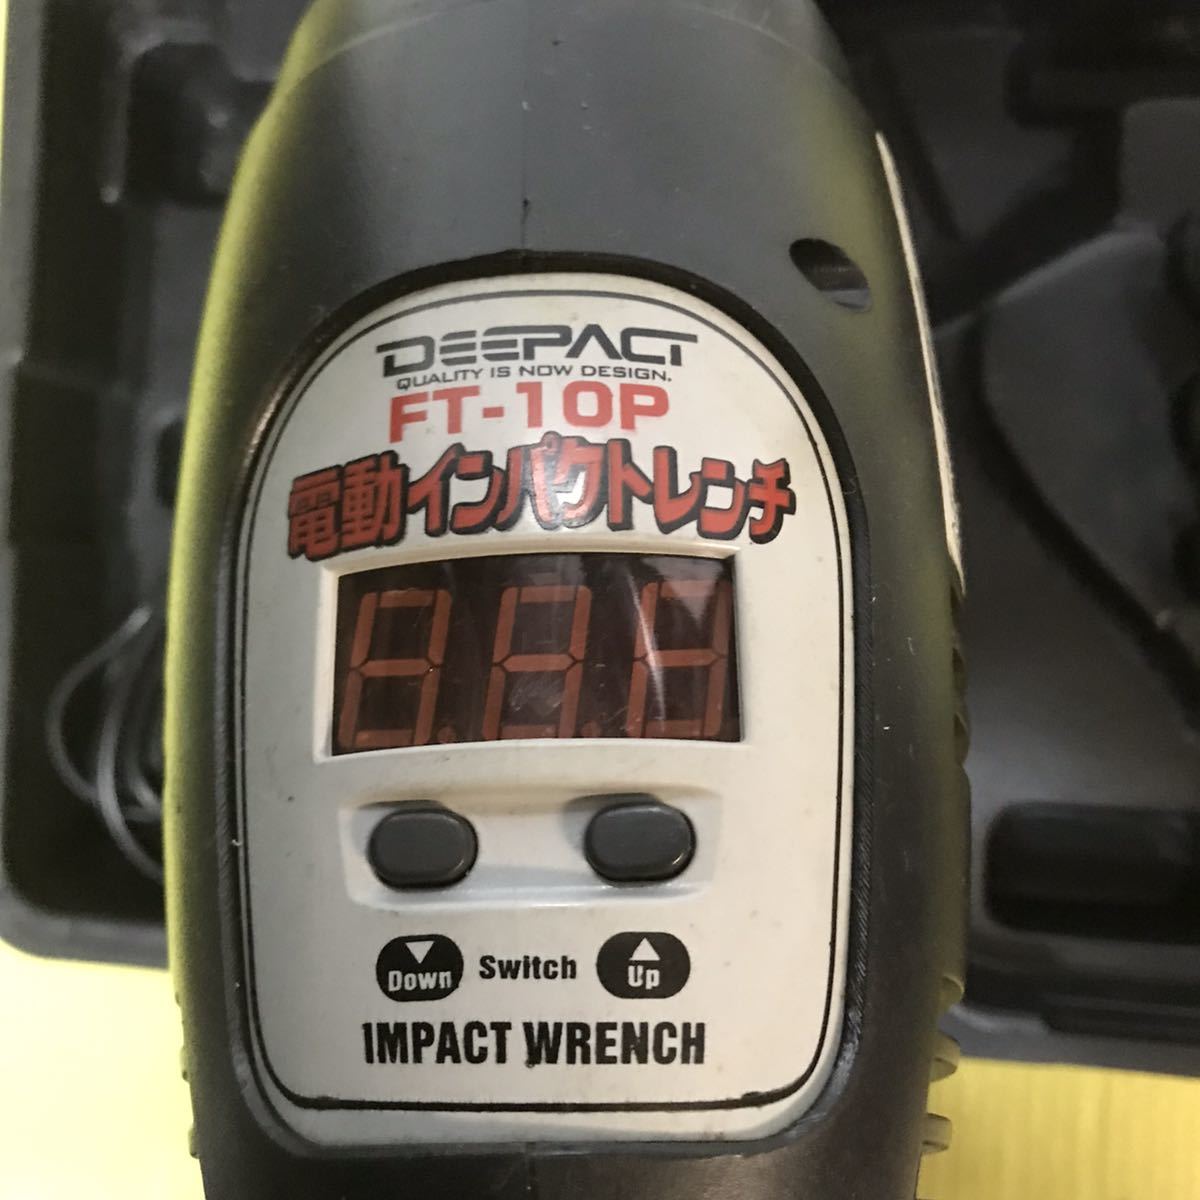 DEEPACT
QUALITY IS NOW DESIGN.
FT-10P
電動インパクトレンチ
Down Switch Up
IMPACT WRENCH